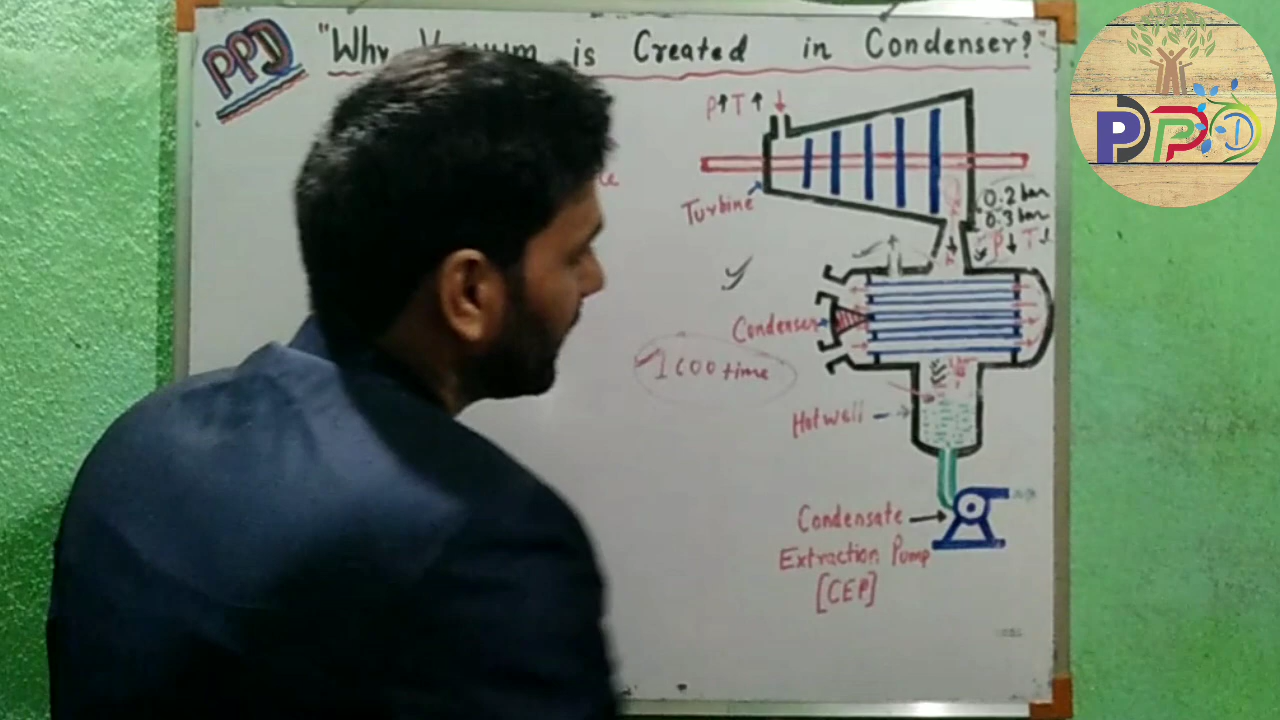 PPD
"Why Vacuum is Created in Condenser?"
P↑ T↑
Turbine
0.2 bar
0.3 bar
P↓ T↓
Condenser
1000 time
Hotwell
Condensate
Extraction Pump
[CEP]
PPD